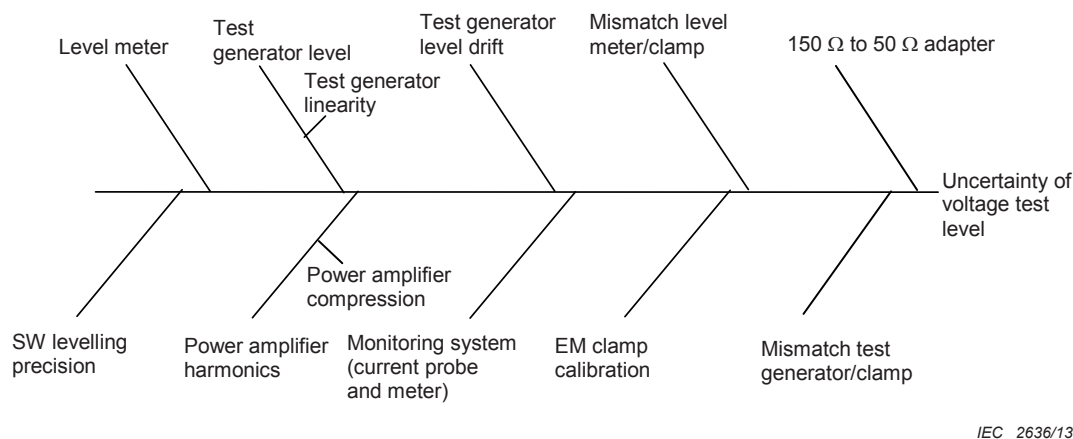 Level meter
Test
generator level
Test generator
linearity
Test generator
level drift
Mismatch level
meter/clamp
150 Ω to 50 Ω adapter
Uncertainty of
voltage test
level
SW levelling
precision
Power amplifier
harmonics
Power amplifier
compression
Monitoring system
(current probe
and meter)
EM clamp
calibration
Mismatch test
generator/clamp
IEC 2636/13